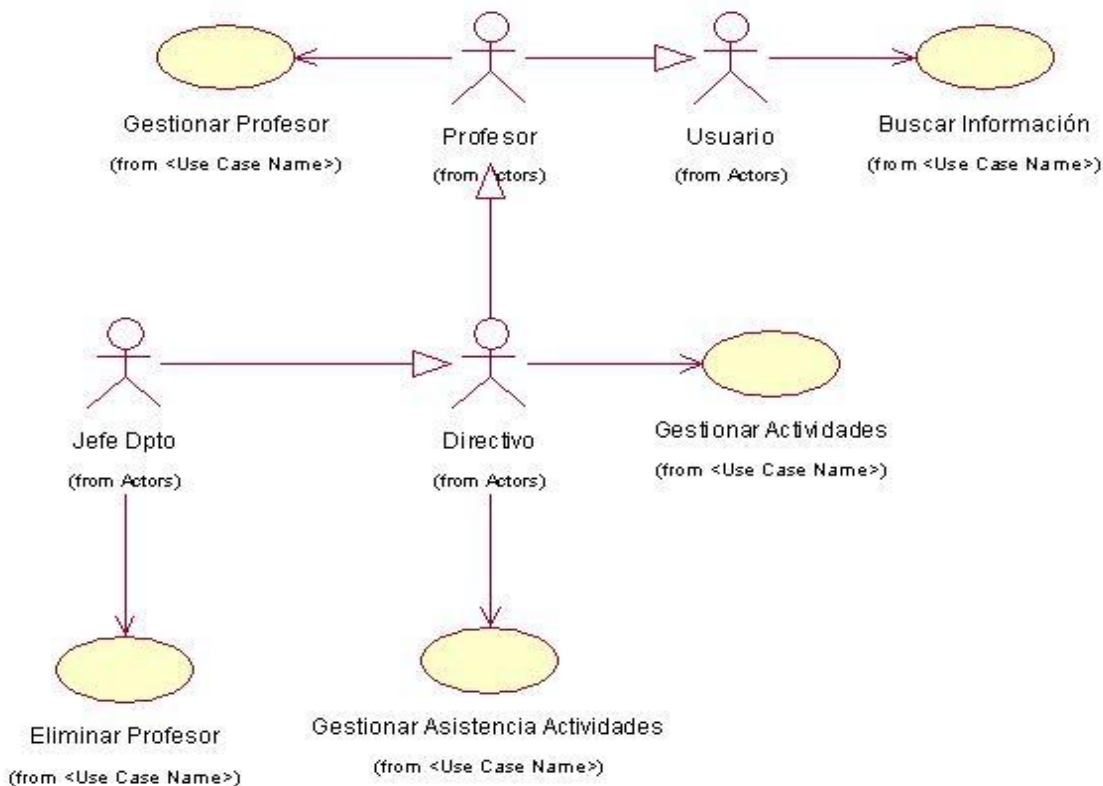 Gestionar Profesor
(from <Use Case Name>)
Profesor
(from Actors)
Usuario
(from Actors)
Buscar Información
(from <Use Case Name>)
Jefe Dpto
(from Actors)
Directivo
(from Actors)
Gestionar Actividades
(from <Use Case Name>)
Eliminar Profesor
(from <Use Case Name>)
Gestionar Asistencia Actividades
(from <Use Case Name>)